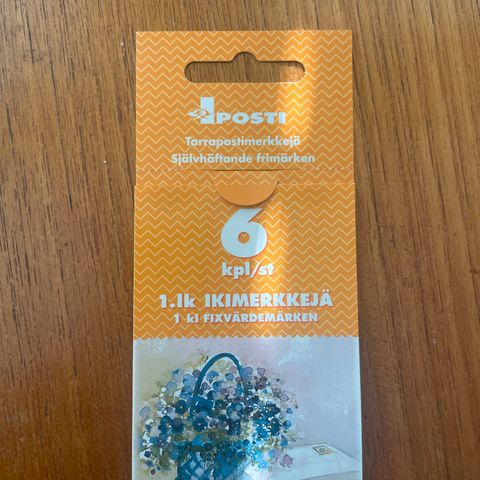 POSTI
Tarrapostimerkkejä
Självhäftande frimärken
6
kpl/st
1.lk IKIMERKKEJÄ
1 kl FIXVÄRDEMÄRKEN